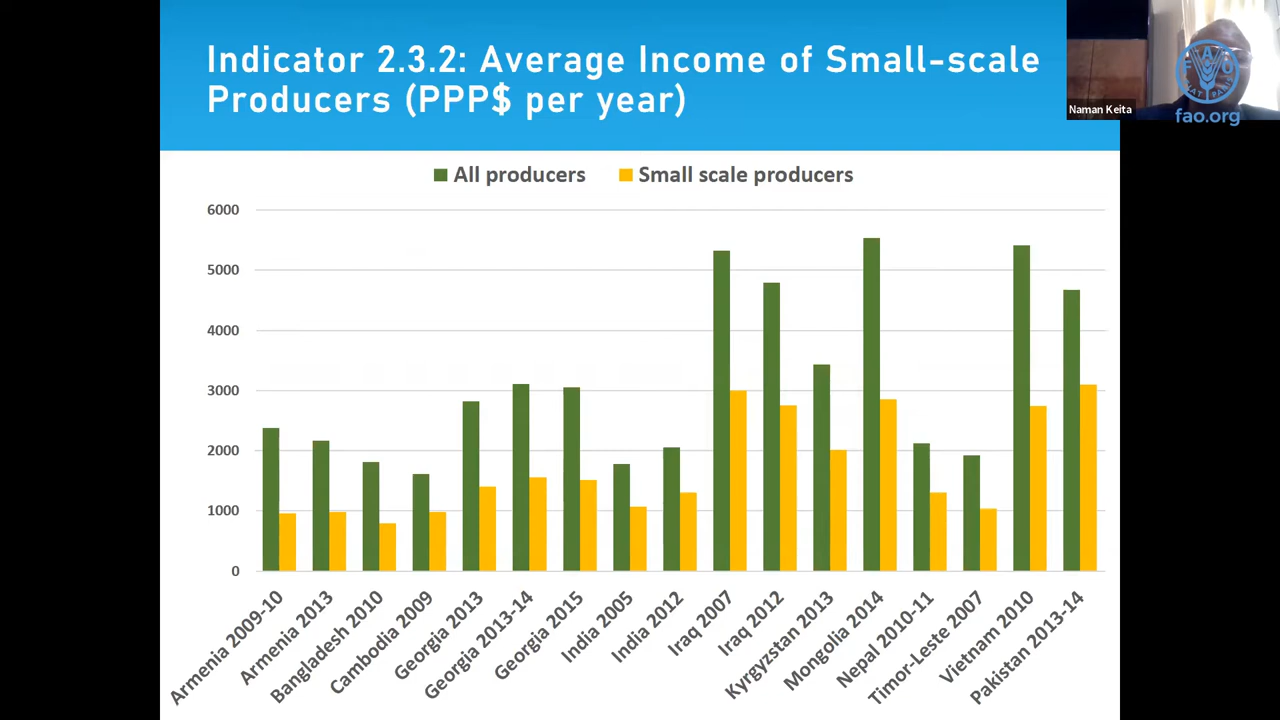 Indicator 2.3.2: Average Income of Small-scale
Producers (PPP$ per year)
Naman Keita
FAO
FIAT PANIS
fao.org
All producers
Small scale producers
6000
5000
4000
3000
2000
1000
0
Armenia 2009-10
Armenia 2013
Bangladesh 2010
Cambodia 2009
Georgia 2013
Georgia 2013-14
Georgia 2015
India 2005
India 2012
Iraq 2007
Iraq 2012
Kyrgyzstan 2013
Mongolia 2014
Nepal 2010-11
Timor-Leste 2007
Vietnam 2010
Pakistan 2013-14